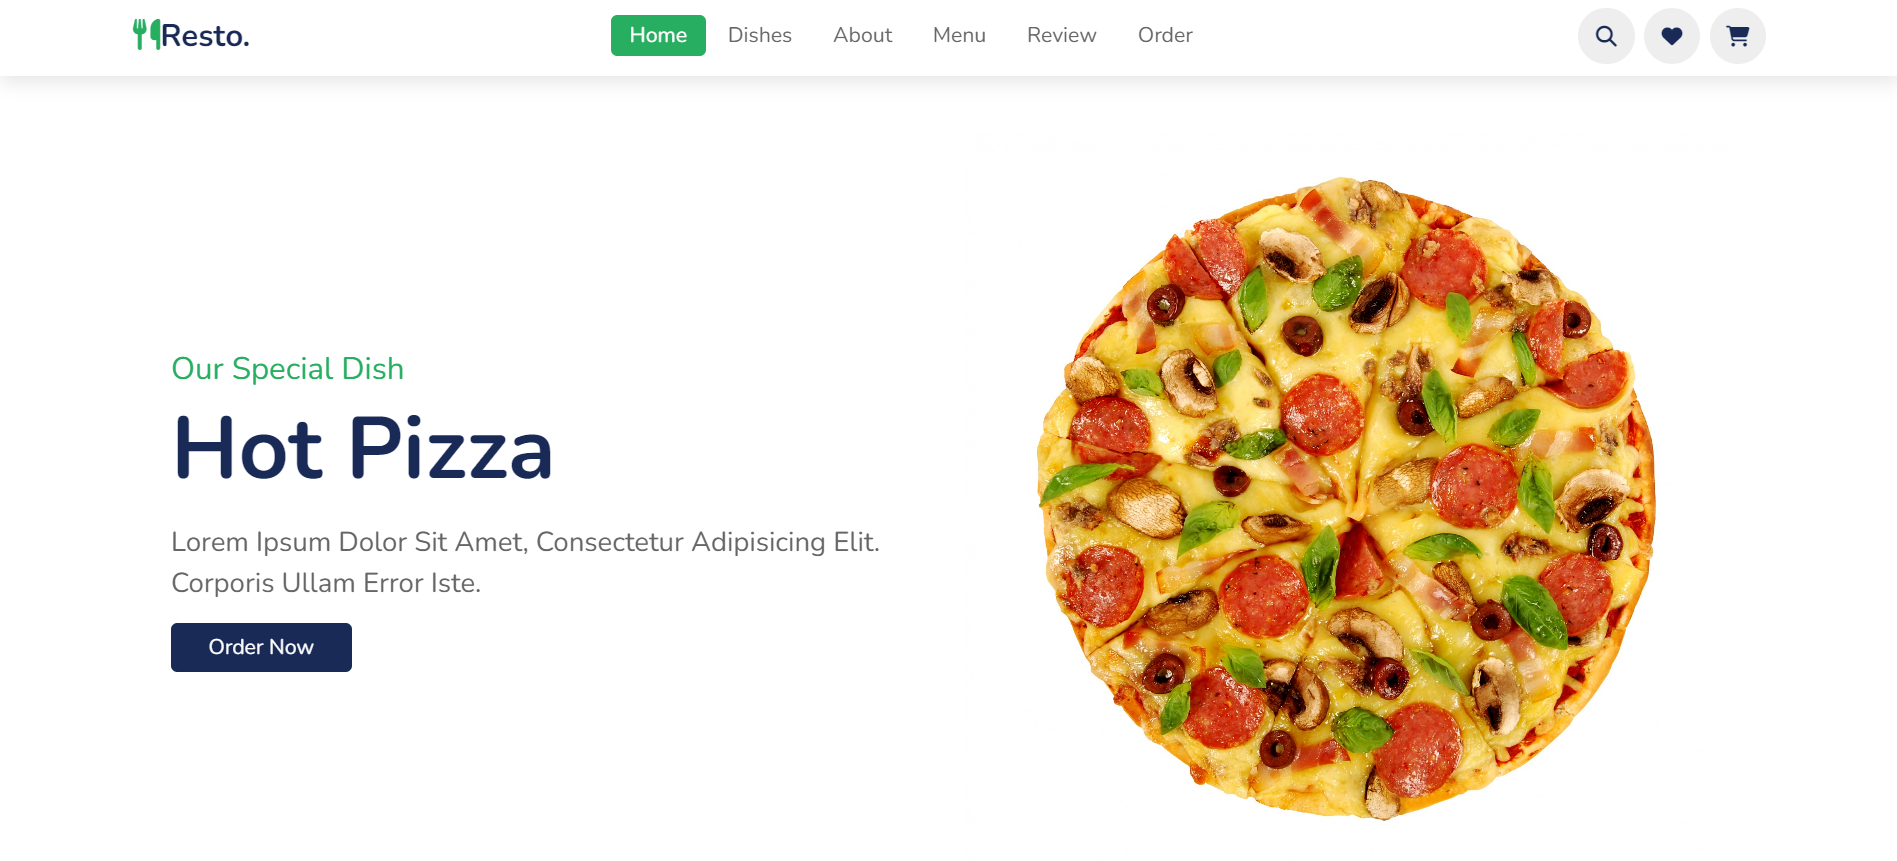 Resto.
Home Dishes About Menu Review Order
Our Special Dish
Hot Pizza
Lorem Ipsum Dolor Sit Amet, Consectetur Adipisicing Elit.
Corporis Ullam Error Iste.
Order Now